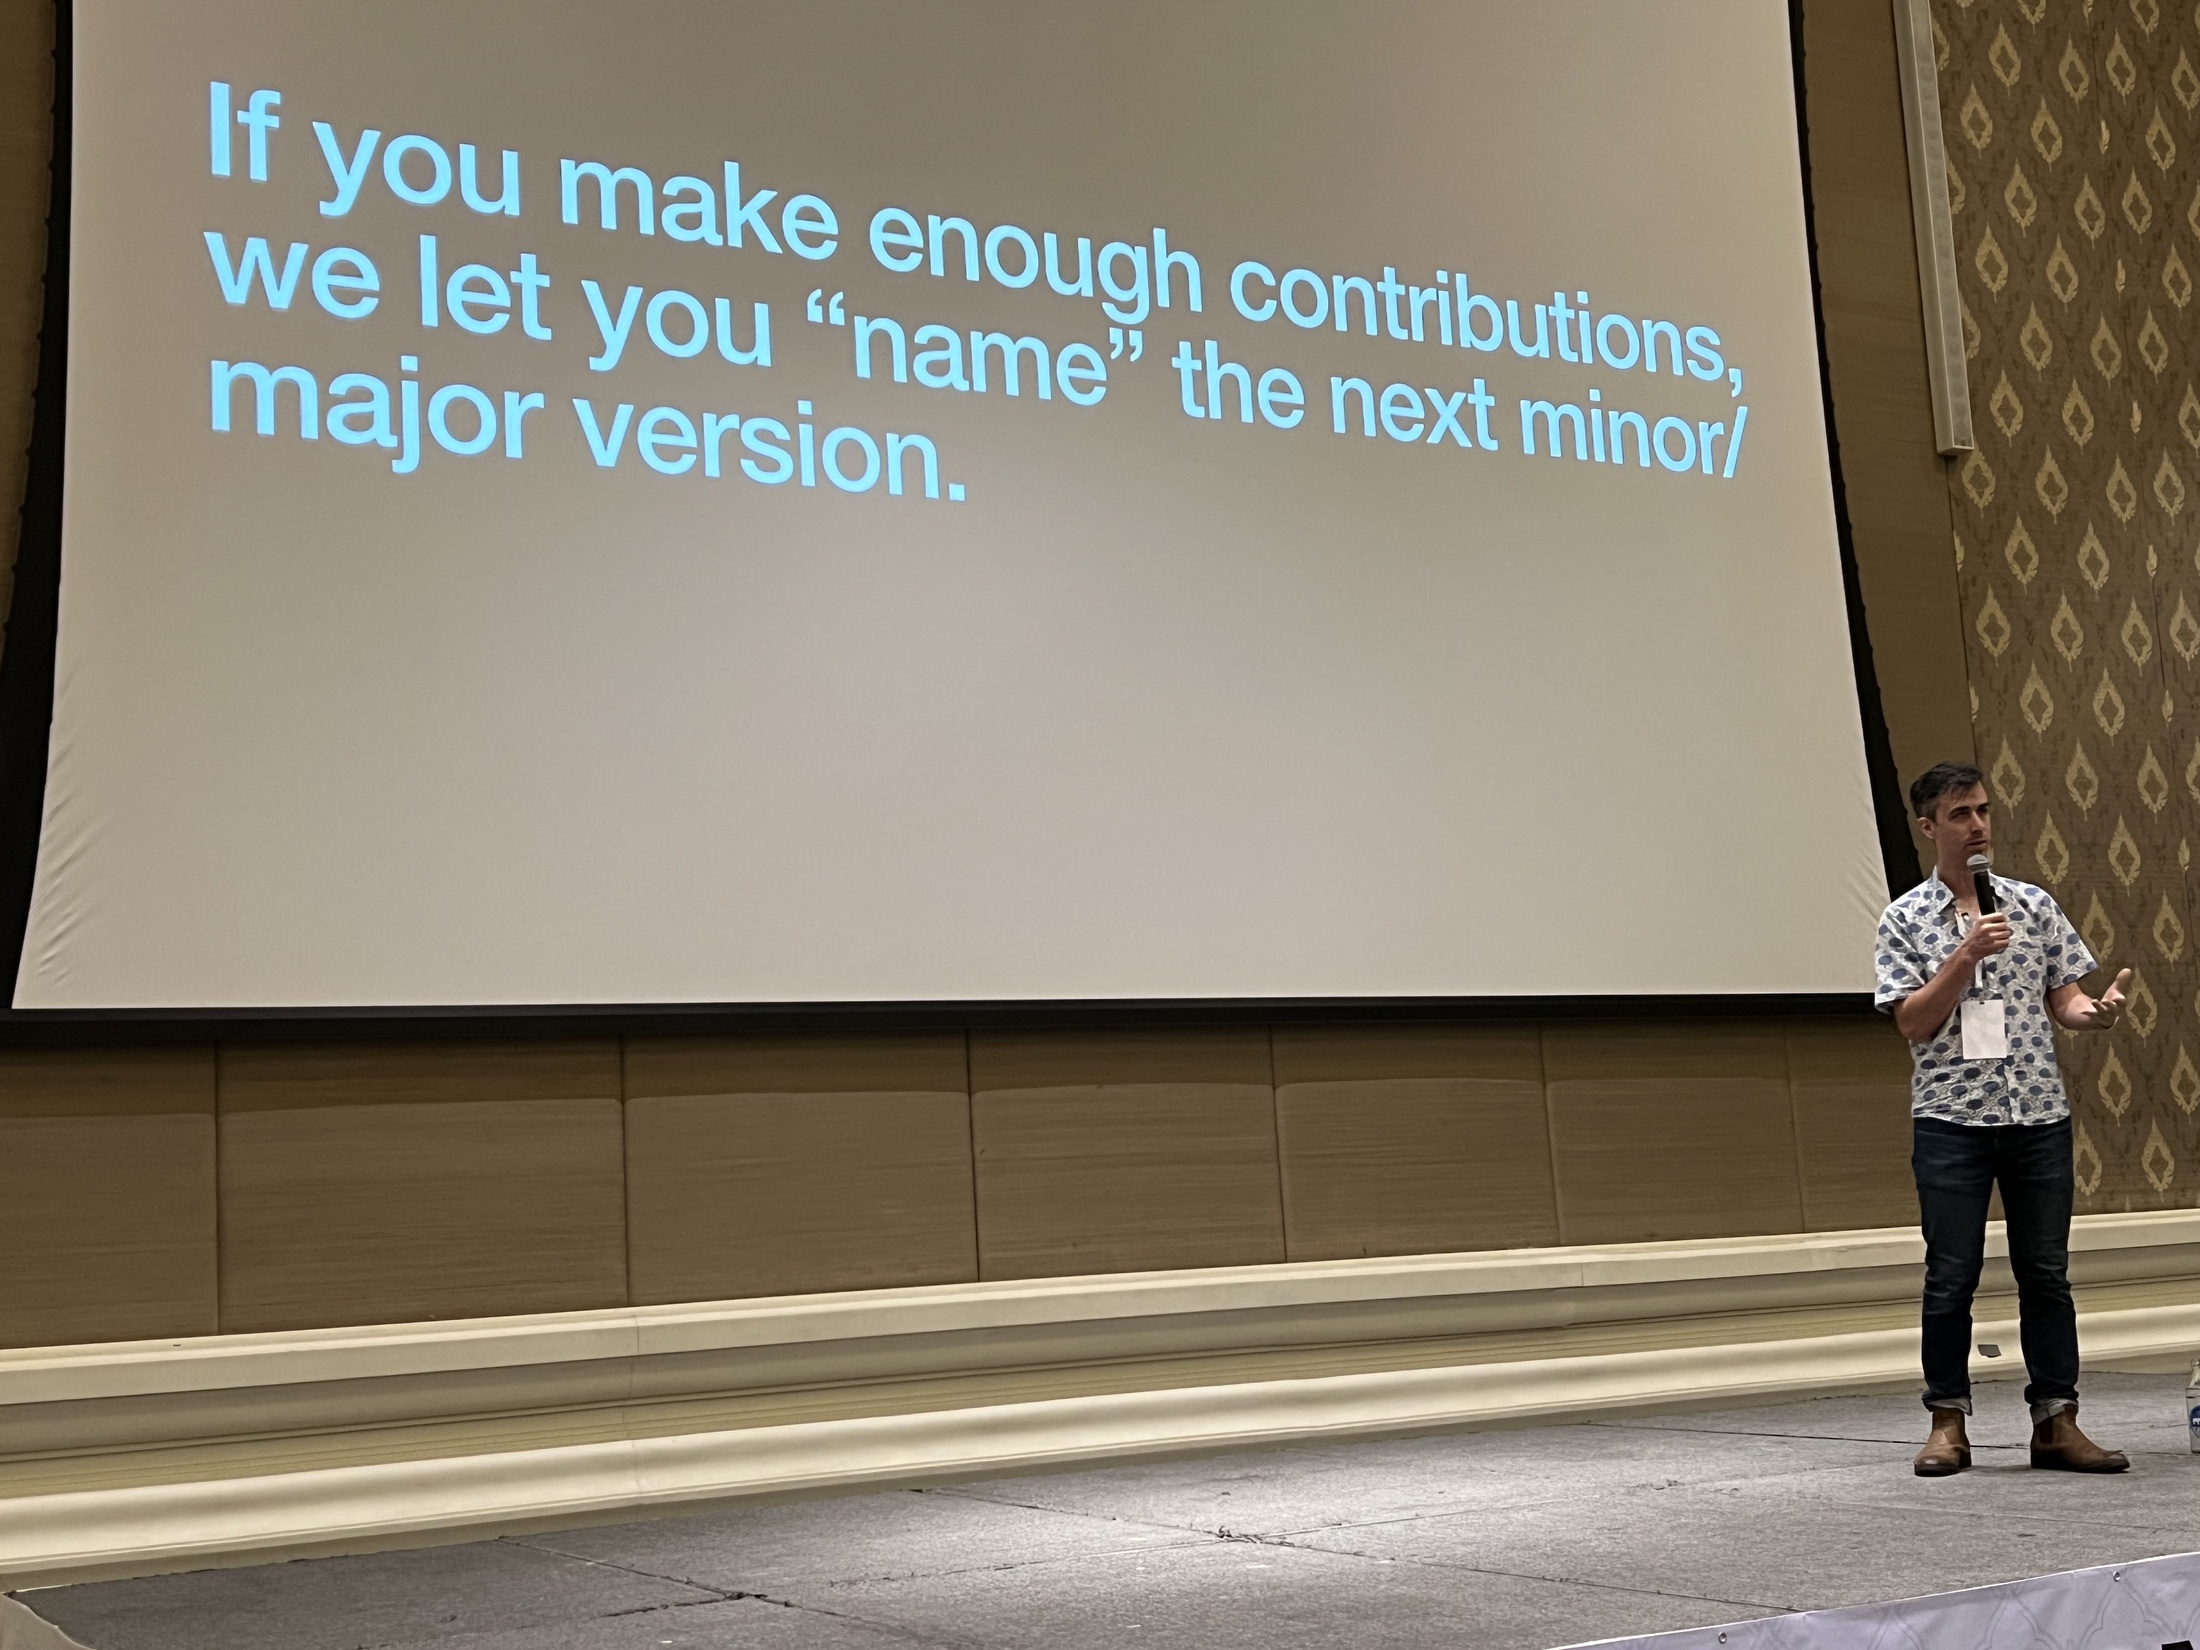 If you make enough contributions,
we let you “name” the next minor/
major version.